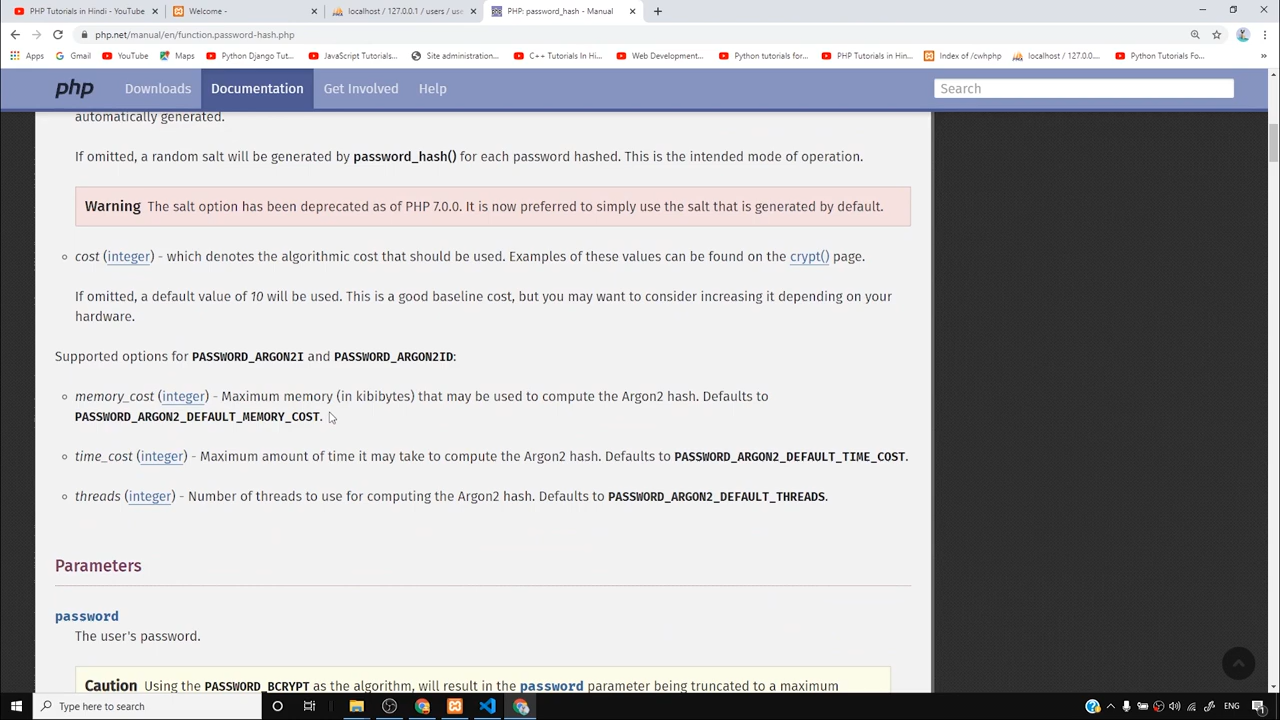 PHP Tutorials in Hindi - YouTube
Welcome -
localhost / 127.0.0.1 / users / use
PHP: password_hash - Manual
php.net/manual/en/function.password-hash.php
Apps
Gmail
YouTube
Maps
Python Django Tut...
JavaScript Tutorials...
Site administration...
C++ Tutorials In Hi...
Web Development...
Python tutorials for...
PHP Tutorials in Hin...
Index of /cwhphp
localhost / 127.0.0....
Python Tutorials Fo...
php
Downloads
Documentation
Get Involved
Help
Search
automatically generated.
If omitted, a random salt will be generated by password_hash() for each password hashed. This is the intended mode of operation.
Warning The salt option has been deprecated as of PHP 7.0.0. It is now preferred to simply use the salt that is generated by default.
cost (integer) - which denotes the algorithmic cost that should be used. Examples of these values can be found on the crypt() page.
If omitted, a default value of 10 will be used. This is a good baseline cost, but you may want to consider increasing it depending on your
hardware.
Supported options for PASSWORD_ARGON2I and PASSWORD_ARGON2ID:
memory_cost (integer) - Maximum memory (in kibibytes) that may be used to compute the Argon2 hash. Defaults to
PASSWORD_ARGON2_DEFAULT_MEMORY_COST.
time_cost (integer) - Maximum amount of time it may take to compute the Argon2 hash. Defaults to PASSWORD_ARGON2_DEFAULT_TIME_COST.
threads (integer) - Number of threads to use for computing the Argon2 hash. Defaults to PASSWORD_ARGON2_DEFAULT_THREADS.
Parameters
password
The user's password.
Caution Using the PASSWORD_BCRYPT as the algorithm, will result in the password parameter being truncated to a maximum
Type here to search
ENG